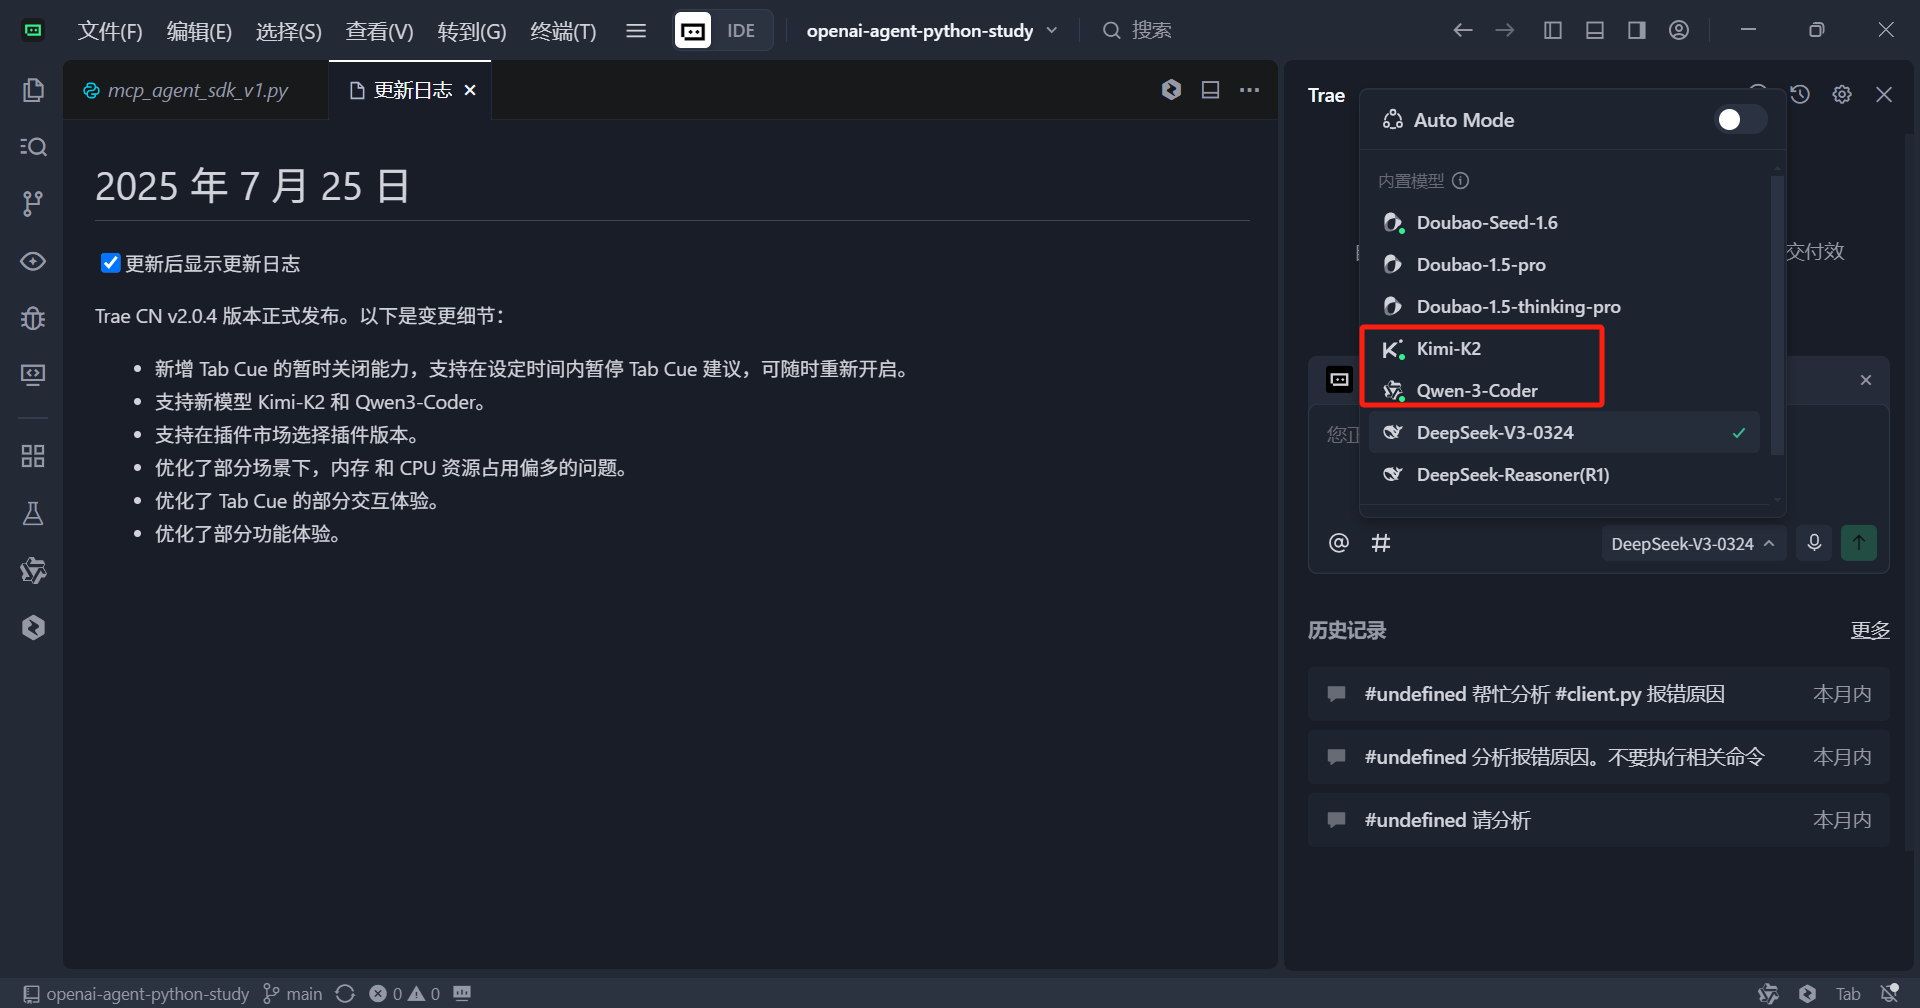 文件(F) 编辑(E) 选择(S) 查看(V) 转到(G) 终端(T) IDE openai-agent-python-study 搜索
mcp_agent_sdk_v1.py 更新日志
2025 年 7 月 25 日
更新后显示更新日志
Trae CN v2.0.4 版本正式发布。以下是变更细节：
新增 Tab Cue 的暂时关闭能力，支持在设定时间内暂停 Tab Cue 建议，可随时重新开启。
支持新模型 Kimi-K2 和 Qwen3-Coder。
支持在插件市场选择插件版本。
优化了部分场景下，内存 和 CPU 资源占用偏多的问题。
优化了 Tab Cue 的部分交互体验。
优化了部分功能体验。
Trae
Auto Mode
内置模型
Doubao-Seed-1.6
Doubao-1.5-pro
交付效
Doubao-1.5-thinking-pro
Kimi-K2
Qwen-3-Coder
DeepSeek-V3-0324
DeepSeek-Reasoner(R1)
DeepSeek-V3-0324
历史记录 更多
#undefined 帮忙分析 #client.py 报错原因 本月内
#undefined 分析报错原因。不要执行相关命令 本月内
#undefined 请分析 本月内
openai-agent-python-study main 0 0 Tab